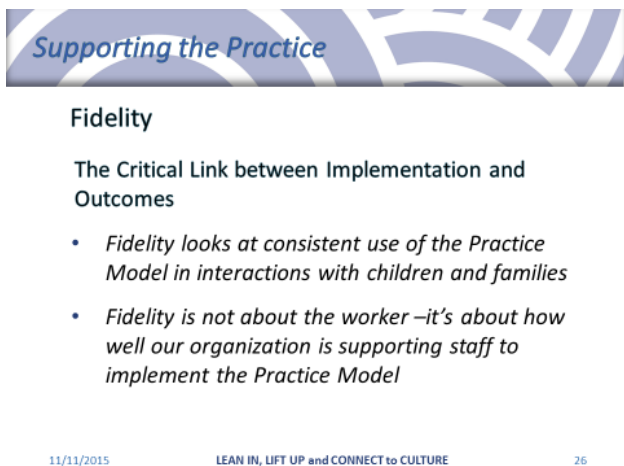 Supporting the Practice
Fidelity
The Critical Link between Implementation and
Outcomes
• Fidelity looks at consistent use of the Practice
Model in interactions with children and families
• Fidelity is not about the worker –it's about how
well our organization is supporting staff to
implement the Practice Model
11/11/2015 LEAN IN, LIFT UP and CONNECT to CULTURE 26